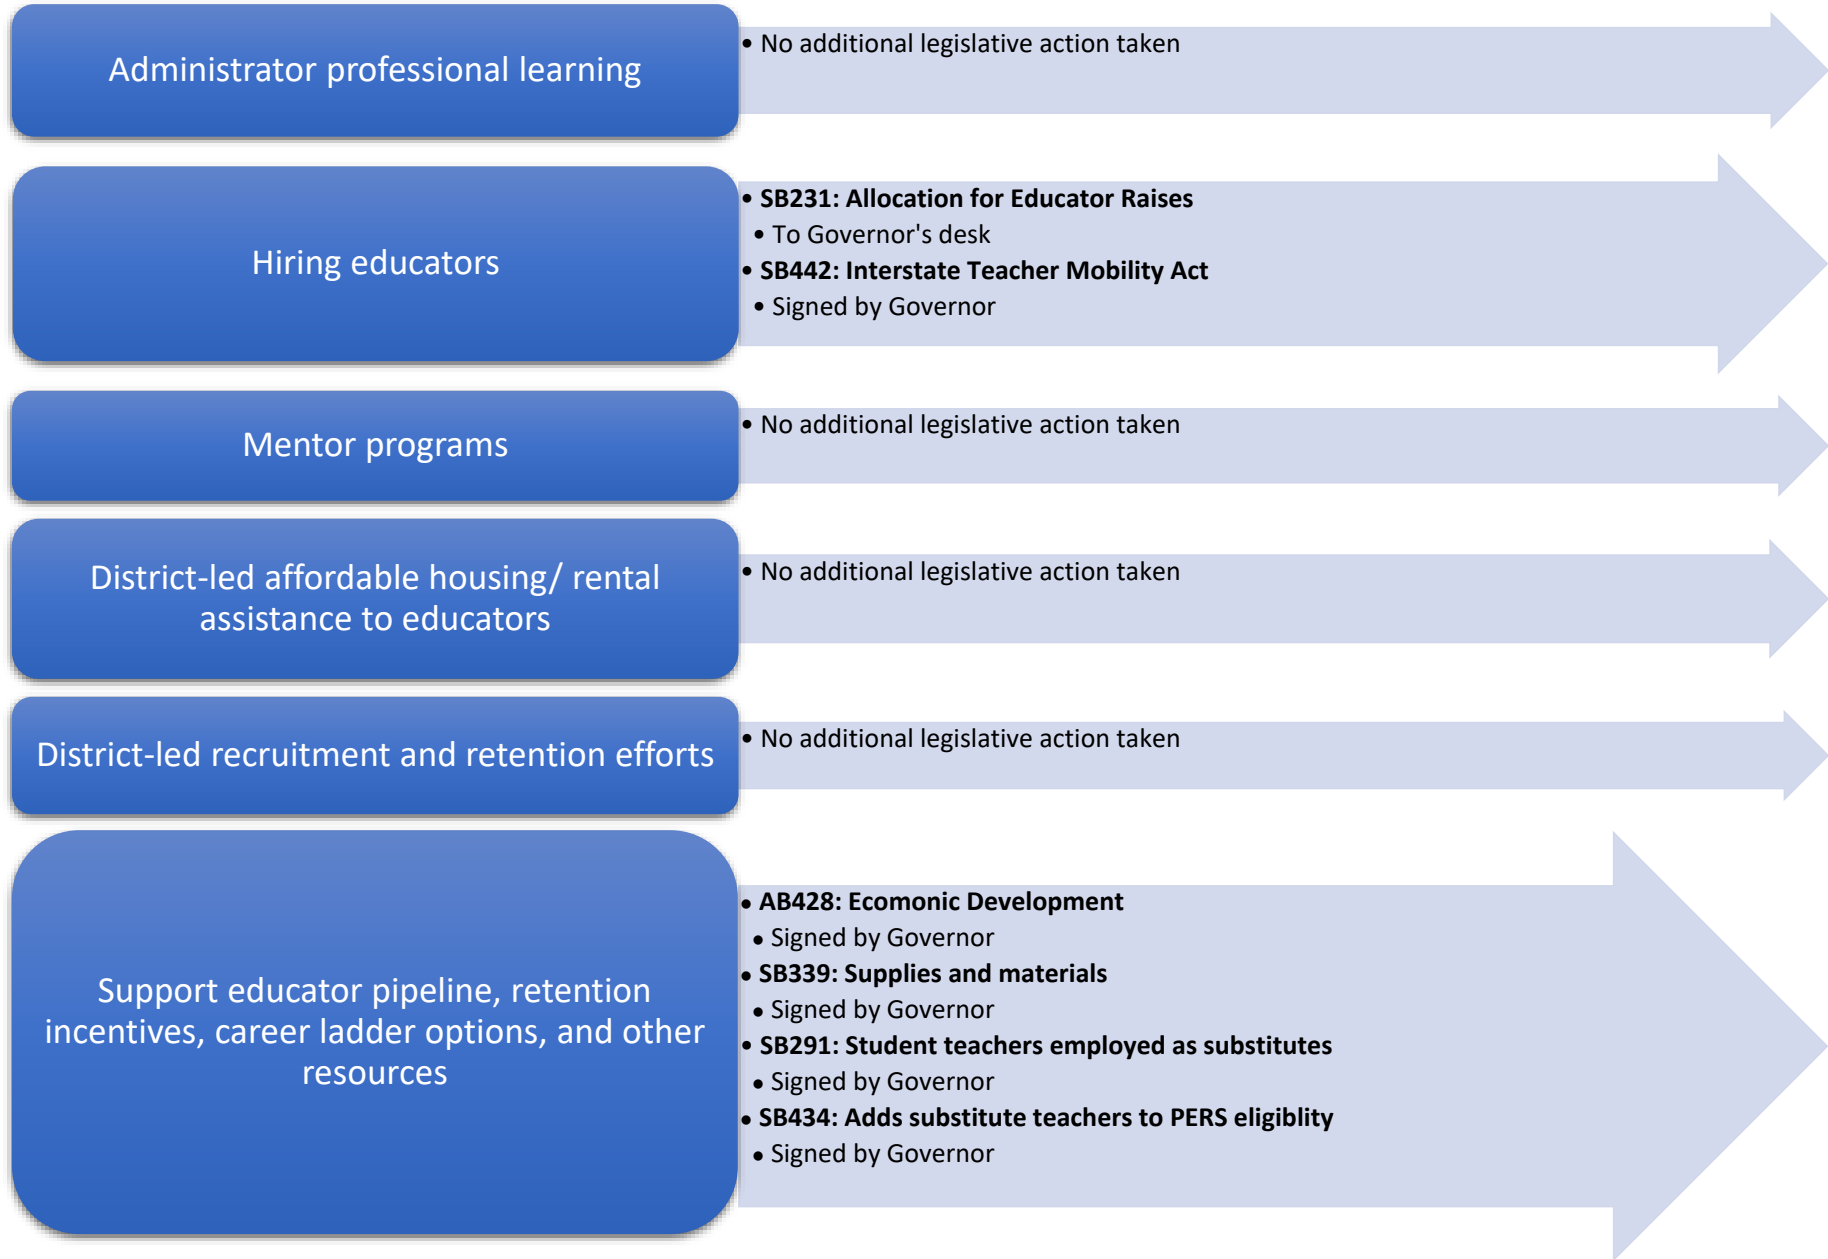 Administrator professional learning
• No additional legislative action taken
Hiring educators
• SB231: Allocation for Educator Raises
• To Governor's desk
• SB442: Interstate Teacher Mobility Act
• Signed by Governor
Mentor programs
• No additional legislative action taken
District-led affordable housing/ rental
assistance to educators
• No additional legislative action taken
District-led recruitment and retention efforts
• No additional legislative action taken
Support educator pipeline, retention
incentives, career ladder options, and other
resources
• AB428: Ecomonic Development
• Signed by Governor
• SB339: Supplies and materials
• Signed by Governor
• SB291: Student teachers employed as substitutes
• Signed by Governor
• SB434: Adds substitute teachers to PERS eligiblity
• Signed by Governor